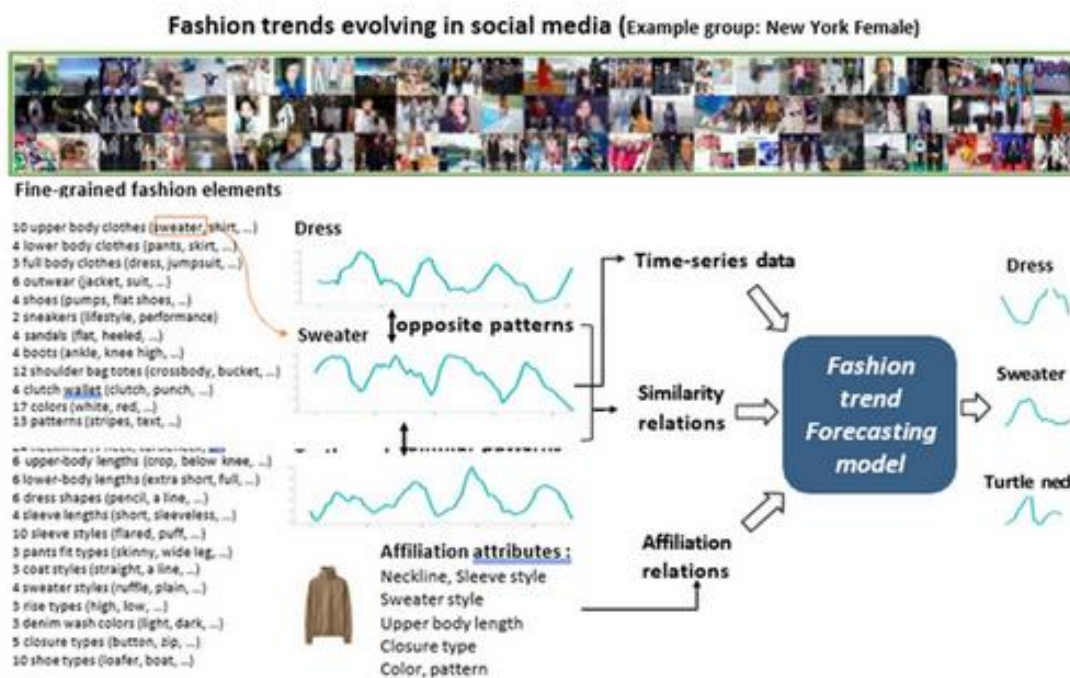 Fashion trends evolving in social media (Example group: New York Female)
Fine-grained fashion elements
10 upper body clothes (sweater, shirt, ...)
4 lower body clothes (pants, skirt, ...)
3 full body clothes (dress, jumpsuit, ...)
6 outwear (jacket, suit, ...)
4 shoes (pumps, flat shoes, ...)
2 sneakers (lifestyle, performance)
4 sandals (flat, heeled, ...)
4 boots (ankle, knee high, ...)
12 shoulder bag totes (crossbody, bucket, ...)
4 clutch wallet (clutch, punch, ...)
17 colors (white, red, ...)
13 patterns (stripes, text, ...)
6 upper-body lengths (crop, below knee, ...)
6 lower-body lengths (extra short, full, ...)
6 dress shapes (pencil, a line, ...)
4 sleeve lengths (short, sleeveless, ...)
10 sleeve styles (flared, puff, ...)
3 pants fit types (skinny, wide leg, ...)
3 coat styles (straight, a line, ...)
4 sweater styles (ruffle, plain, ...)
3 rise types (high, low, ...)
3 denim wash colors (light, dark, ...)
5 closure types (button, zip, ...)
10 shoe types (loafer, boat, ...)
Dress
opposite patterns
Sweater
Affiliation attributes :
Neckline, Sleeve style
Sweater style
Upper body length
Closure type
Color, pattern
Time-series data
Similarity
relations
Affiliation
relations
Fashion
trend
Forecasting
model
Dress
Sweater
Turtle ned